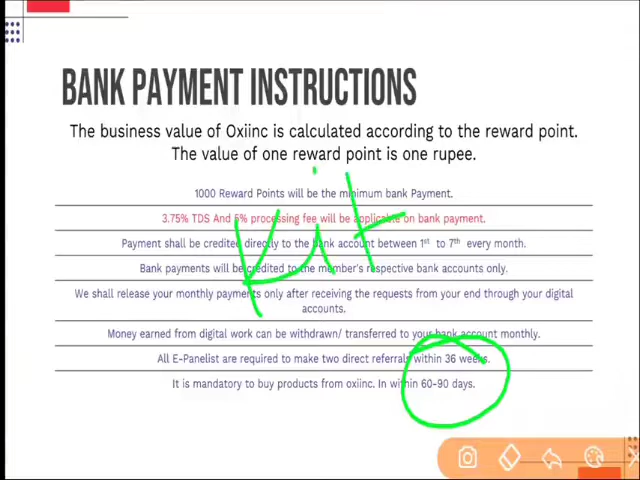 BANK PAYMENT INSTRUCTIONS
The business value of Oxiinc is calculated according to the reward point.
The value of one reward point is one rupee.
1000 Reward Points will be the minimum bank Payment.
3.75% TDS And 5% processing fee will be applicable on bank payment.
Payment shall be credited directly to the bank account between 1st to 7th every month.
Bank payments will be credited to the member's respective bank accounts only.
We shall release your monthly payments only after receiving the requests from your end through your digital
accounts.
Money earned from digital work can be withdrawn/ transferred to your bank account monthly.
All E-Panelist are required to make two direct referrals within 36 weeks.
It is mandatory to buy products from oxiinc. In within 60-90 days.
Kit